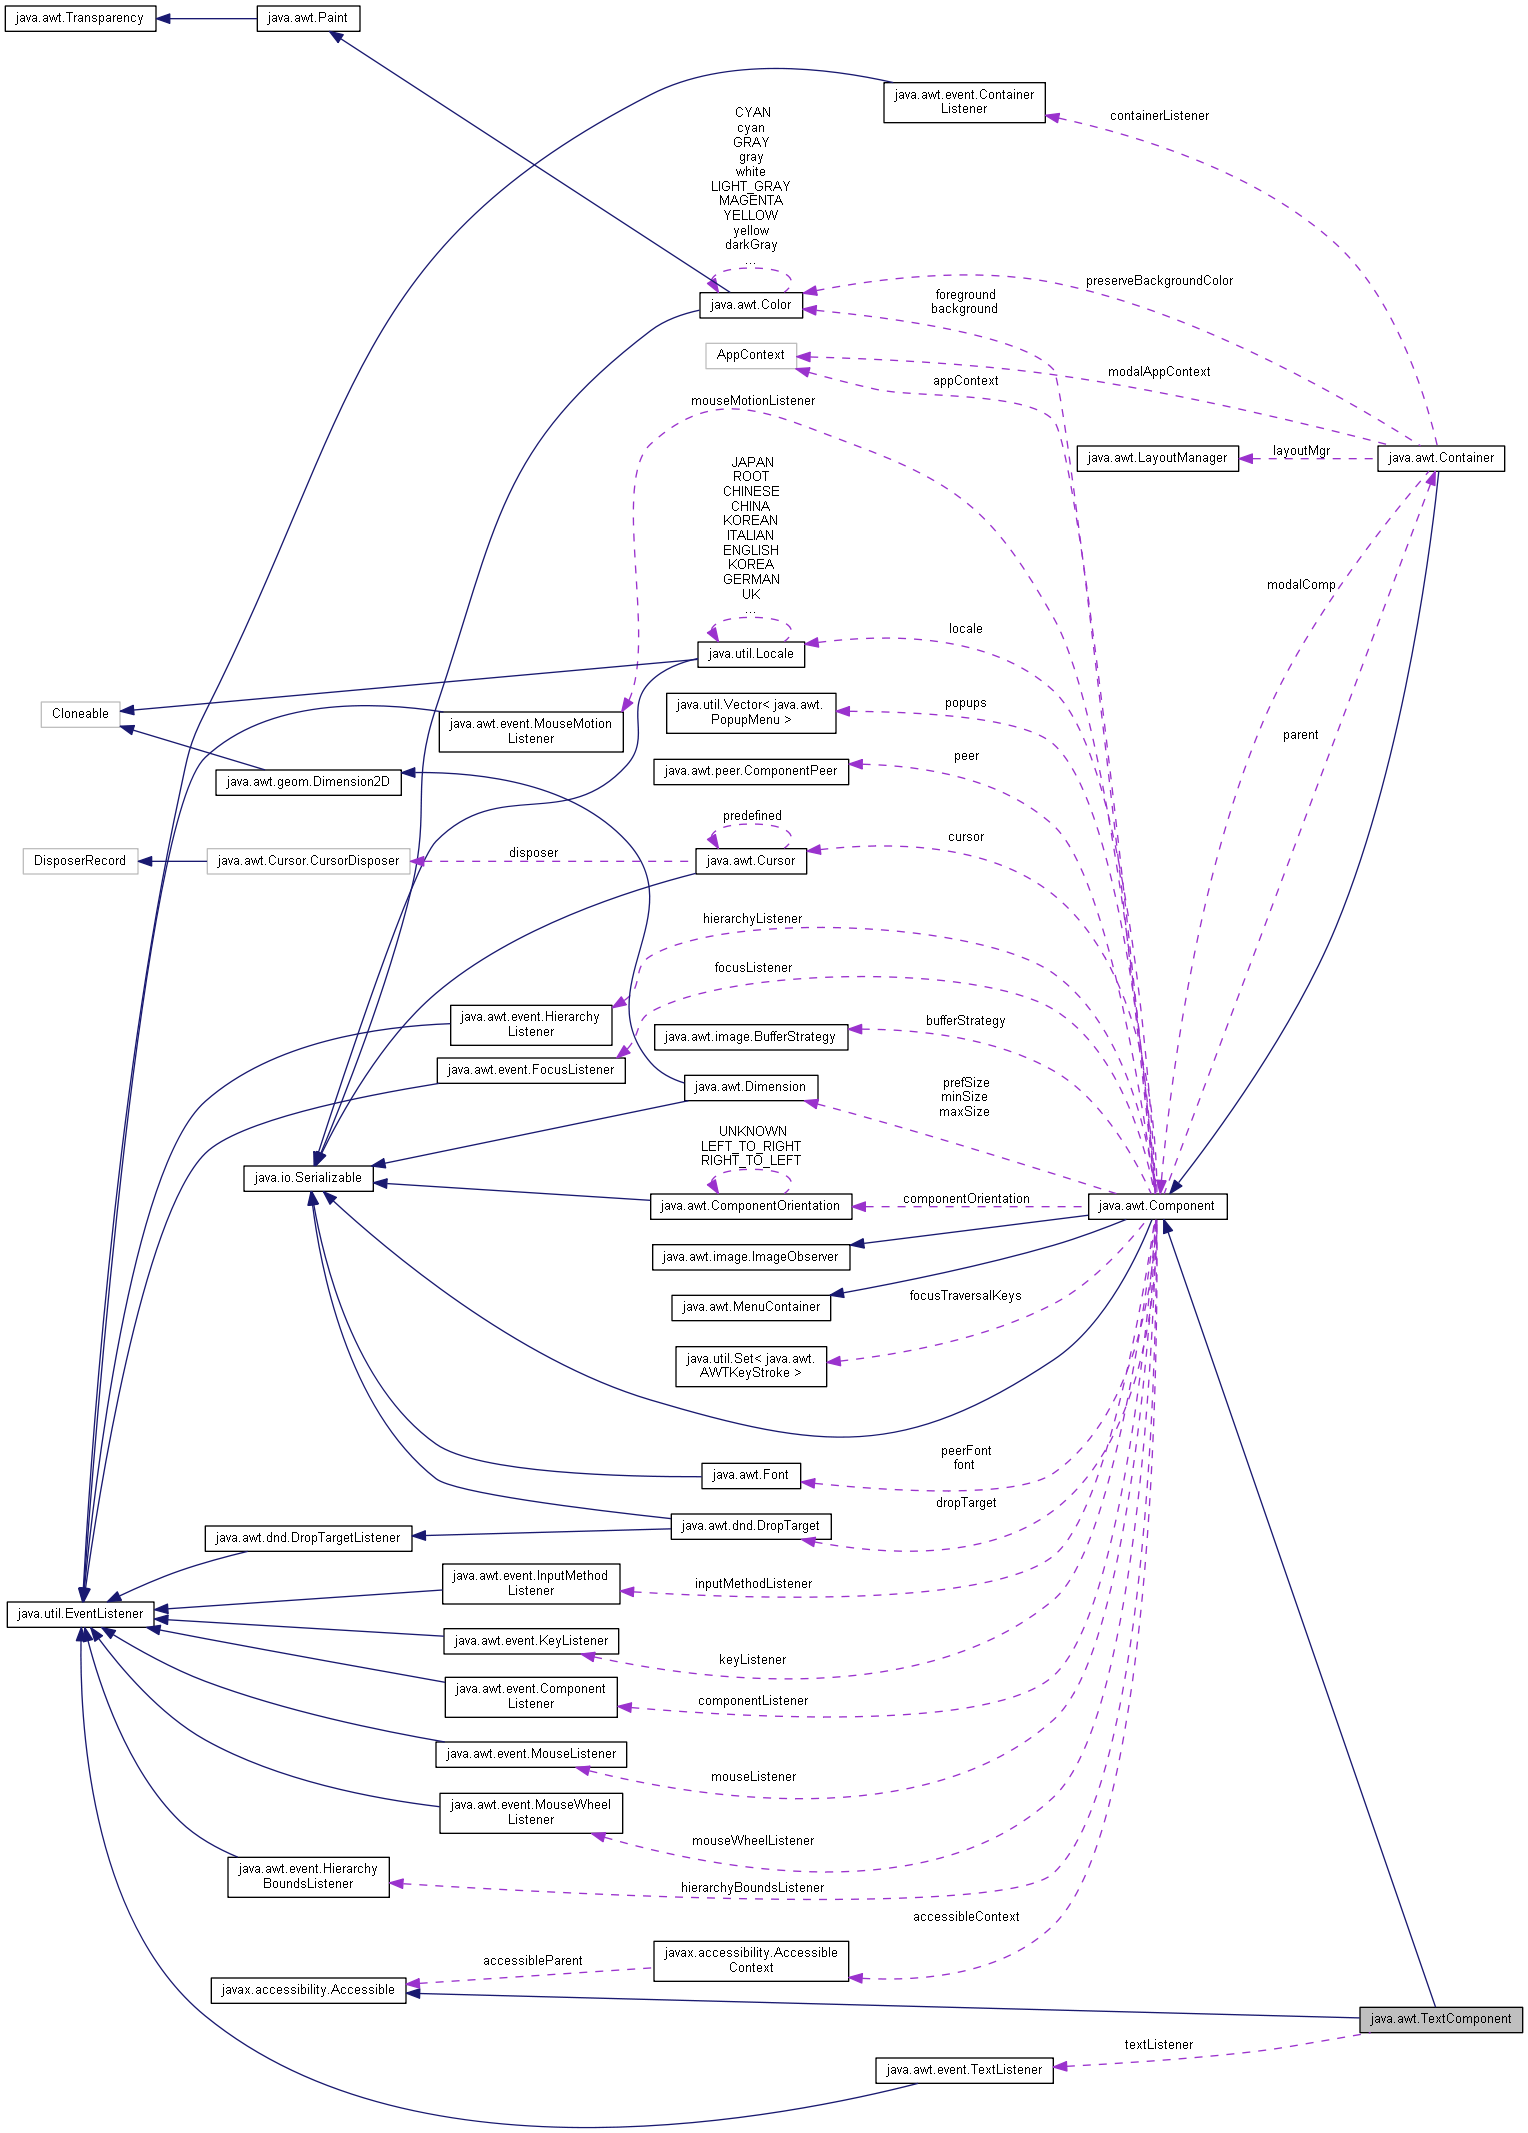 java.awt.Transparency
java.awt.Paint
java.awt.event.Container
Listener
containerListener
CYAN
cyan
GRAY
gray
white
LIGHT_GRAY
MAGENTA
YELLOW
yellow
darkGray
...
java.awt.Color
foreground
background
preserveBackgroundColor
AppContext
appContext
modalAppContext
mouseMotionListener
java.awt.LayoutManager
layoutMgr
java.awt.Container
JAPAN
ROOT
CHINESE
CHINA
KOREAN
ITALIAN
ENGLISH
KOREA
GERMAN
UK
...
java.util.Locale
locale
modalComp
parent
Cloneable
java.awt.event.MouseMotion
Listener
java.util.Vector< java.awt.
PopupMenu >
popups
java.awt.geom.Dimension2D
java.awt.peer.ComponentPeer
peer
predefined
DisposerRecord
java.awt.Cursor.CursorDisposer
disposer
java.awt.Cursor
cursor
hierarchyListener
focusListener
java.awt.event.Hierarchy
Listener
java.awt.image.BufferStrategy
bufferStrategy
java.awt.event.FocusListener
java.awt.Dimension
prefSize
minSize
maxSize
UNKNOWN
LEFT_TO_RIGHT
RIGHT_TO_LEFT
java.io.Serializable
java.awt.ComponentOrientation
componentOrientation
java.awt.Component
java.awt.image.ImageObserver
java.awt.MenuContainer
focusTraversalKeys
java.util.Set< java.awt.
AWTKeyStroke >
java.awt.Font
peerFont
font
java.awt.dnd.DropTargetListener
java.awt.dnd.DropTarget
dropTarget
java.awt.event.InputMethod
Listener
inputMethodListener
java.util.EventListener
java.awt.event.KeyListener
keyListener
java.awt.event.Component
Listener
componentListener
java.awt.event.MouseListener
mouseListener
java.awt.event.MouseWheel
Listener
mouseWheelListener
java.awt.event.Hierarchy
BoundsListener
hierarchyBoundsListener
accessibleContext
javax.accessibility.Accessible
Context
accessibleParent
javax.accessibility.Accessible
java.awt.TextComponent
textListener
java.awt.event.TextListener